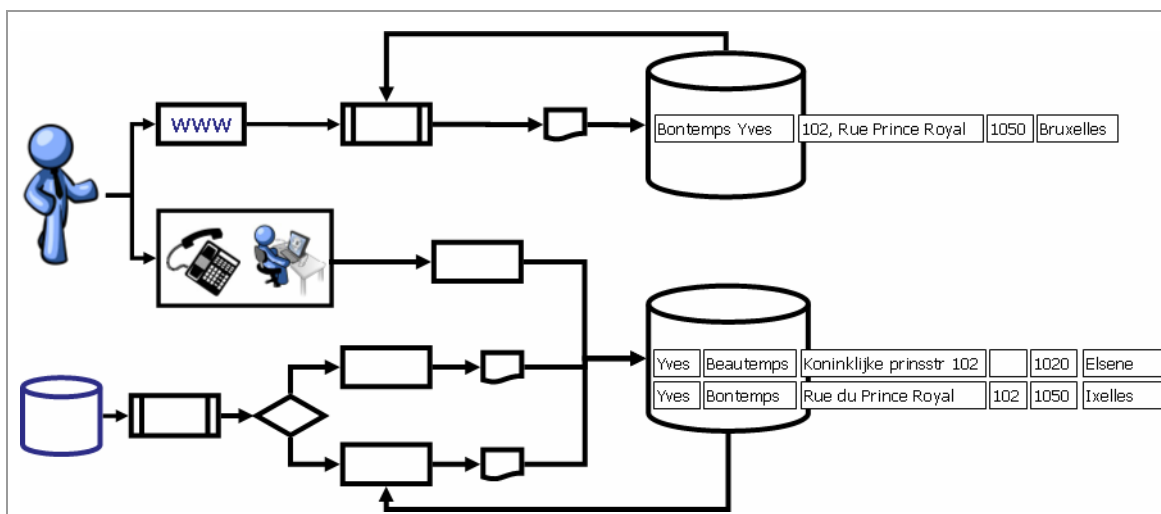 www
Bontemps Yves 102, Rue Prince Royal 1050 Bruxelles
Yves Beautemps Koninklijke prinsstr 102 1020 Elsene
Yves Bontemps Rue du Prince Royal 102 1050 Ixelles